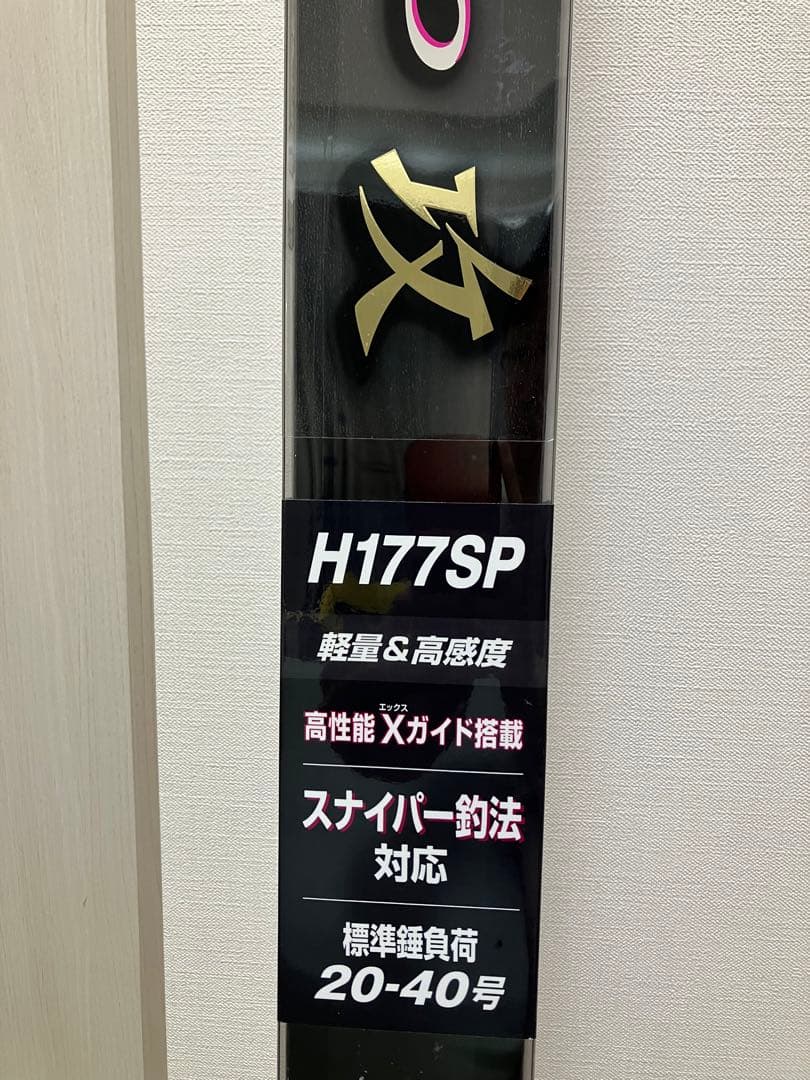 攻
H177SP
軽量&高感度
エックス
高性能Xガイド搭載
スナイパー釣法
対応
標準錘負荷
20-40号